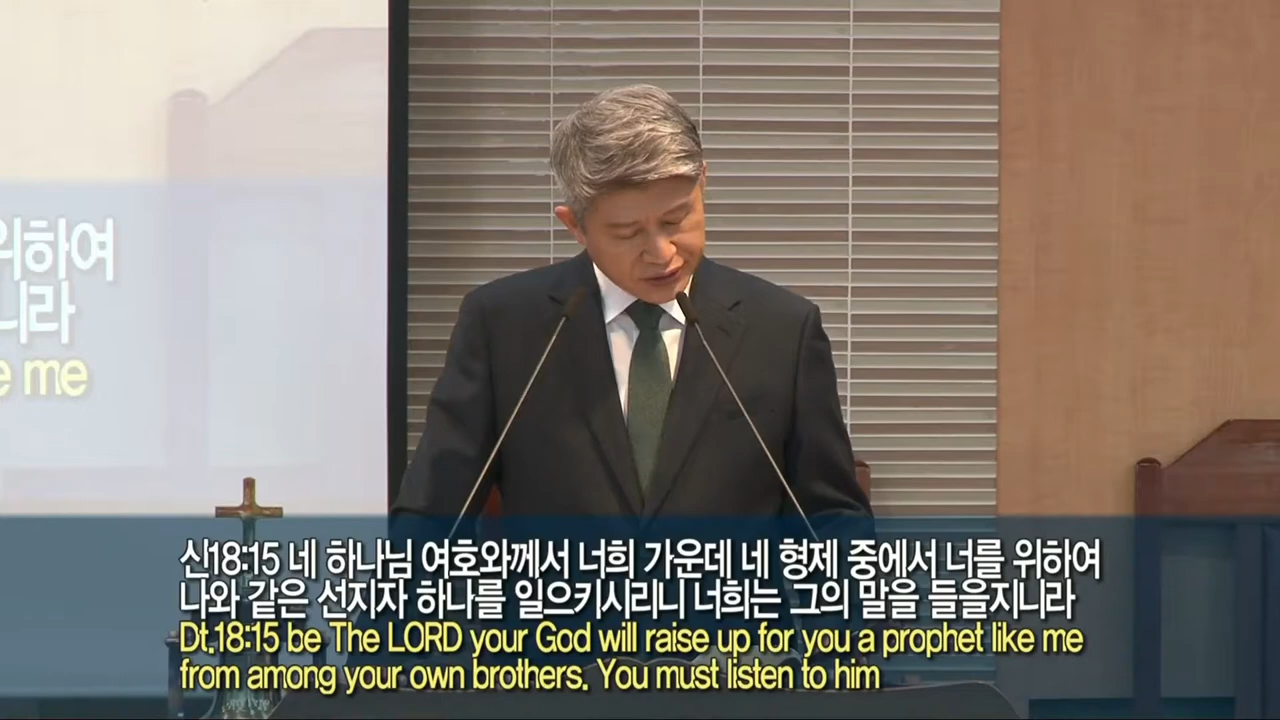 위하여
니라
e me
신18:15 네 하나님 여호와께서 너희 가운데 네 형제 중에서 너를 위하여
나와 같은 선지자 하나를 일으키시리니 너희는 그의 말을 들을지니라
Dt.18:15 be The LORD your God will raise up for you a prophet like me
from among your own brothers. You must listen to him